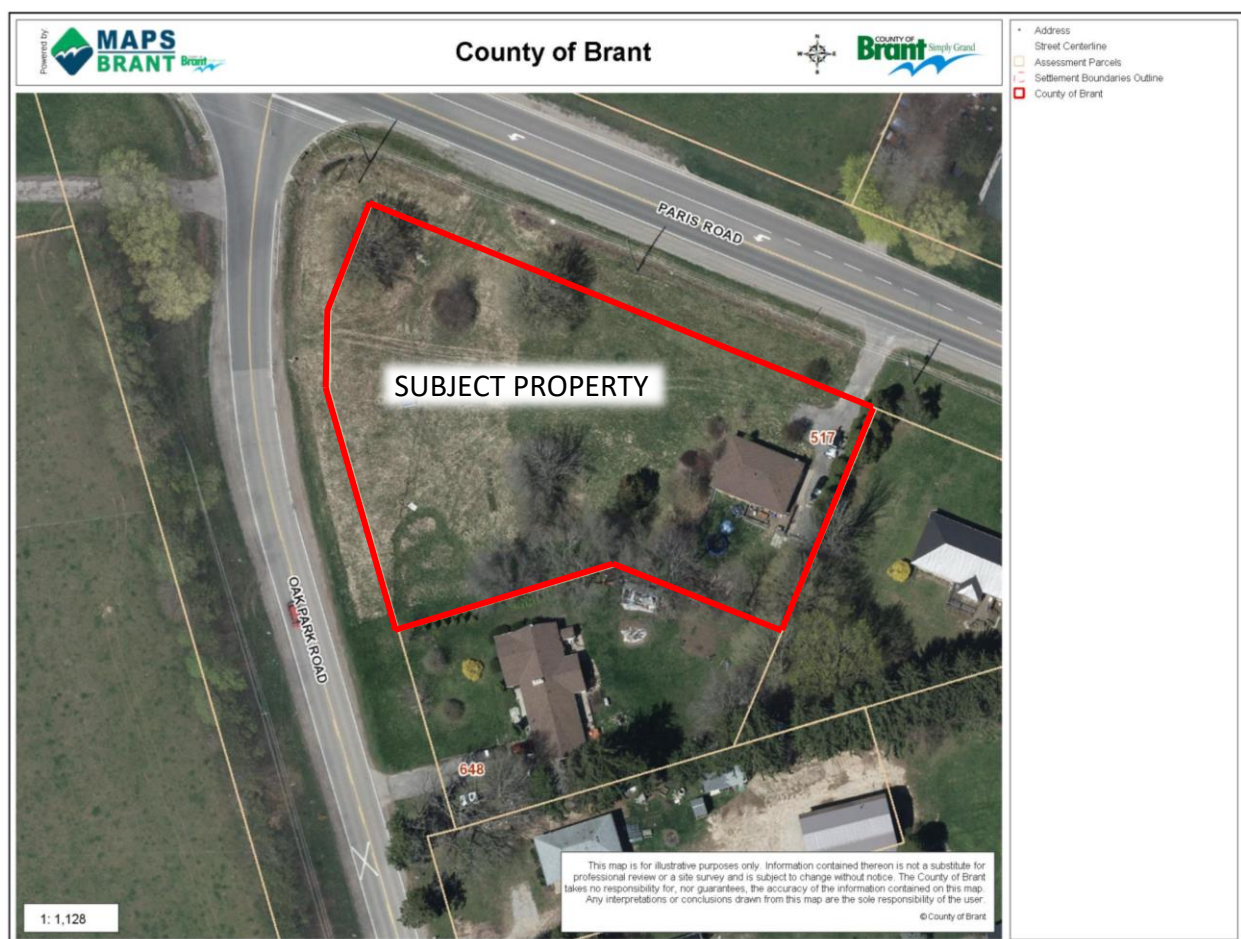 Powered by:
MAPS
BRANT Brant
County of Brant
N
W E
S
COUNTY OF
Brant Simply Grand
Address
Street Centerline
Assessment Parcels
Settlement Boundaries Outline
County of Brant
PARIS ROAD
SUBJECT PROPERTY
517
OAK PARK ROAD
648
This map is for illustrative purposes only. Information contained thereon is not a substitute for
professional review or a site survey and is subject to change without notice. The County of Brant
takes no responsibility for, nor guarantees, the accuracy of the information contained on this map.
Any interpretations or conclusions drawn from this map are the sole responsibility of the user.
© County of Brant
1: 1,128